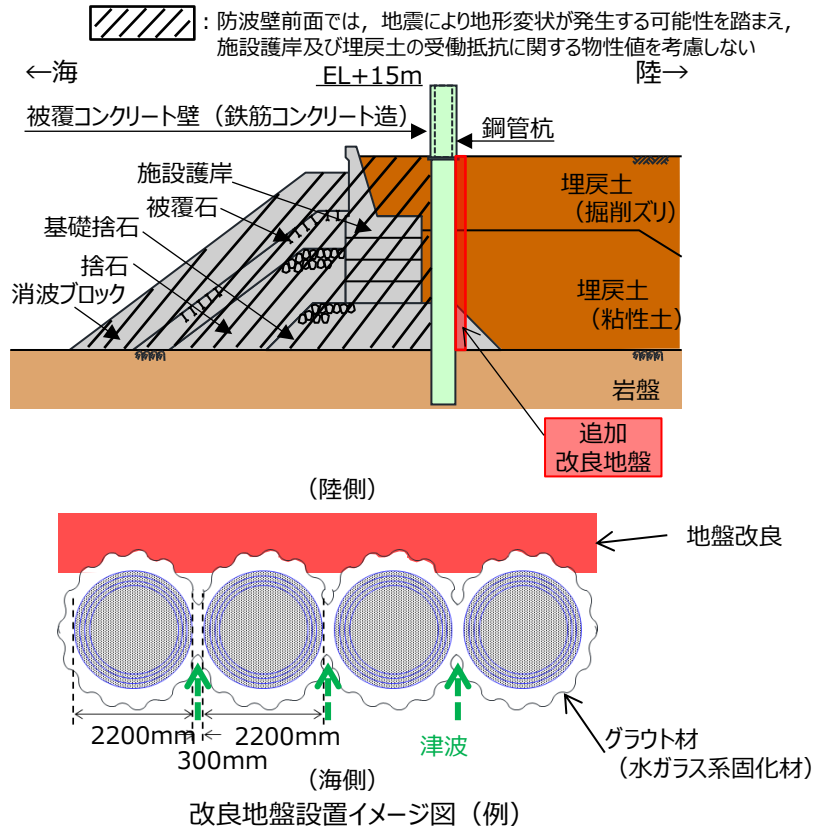 ：防波壁前面では，地震により地形変状が発生する可能性を踏まえ，
施設護岸及び埋戻土の受働抵抗に関する物性値を考慮しない
←海
EL+15m
陸→
被覆コンクリート壁（鉄筋コンクリート造）
鋼管杭
施設護岸
被覆石
基礎捨石
捨石
消波ブロック
埋戻土
（掘削ズリ）
埋戻土
（粘性土）
岩盤
追加
改良地盤
（陸側）
地盤改良
2200mm
2200mm
300mm
津波
グラウト材
（水ガラス系固化材）
（海側）
改良地盤設置イメージ図（例）